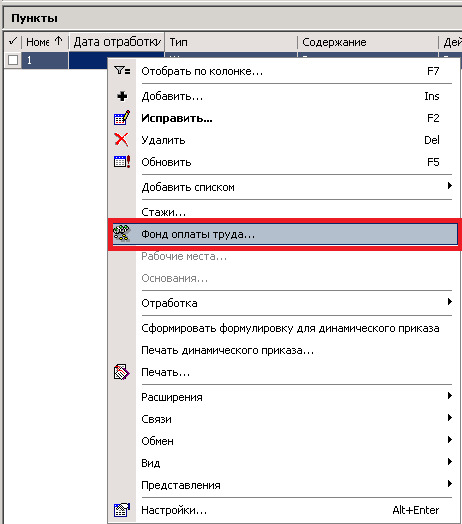 Пункты
Номе Дата отработки Тип Содержание Дей
1
Отобрать по колонке... F7
Добавить... Ins
Исправить... F2
Удалить Del
Обновить F5
Добавить списком
Стажи...
Фонд оплаты труда...
Рабочие места...
Основания...
Отработка
Сформировать формулировку для динамического приказа
Печать динамического приказа...
Печать...
Расширения
Связи
Обмен
Вид
Представления
Настройки... Alt+Enter